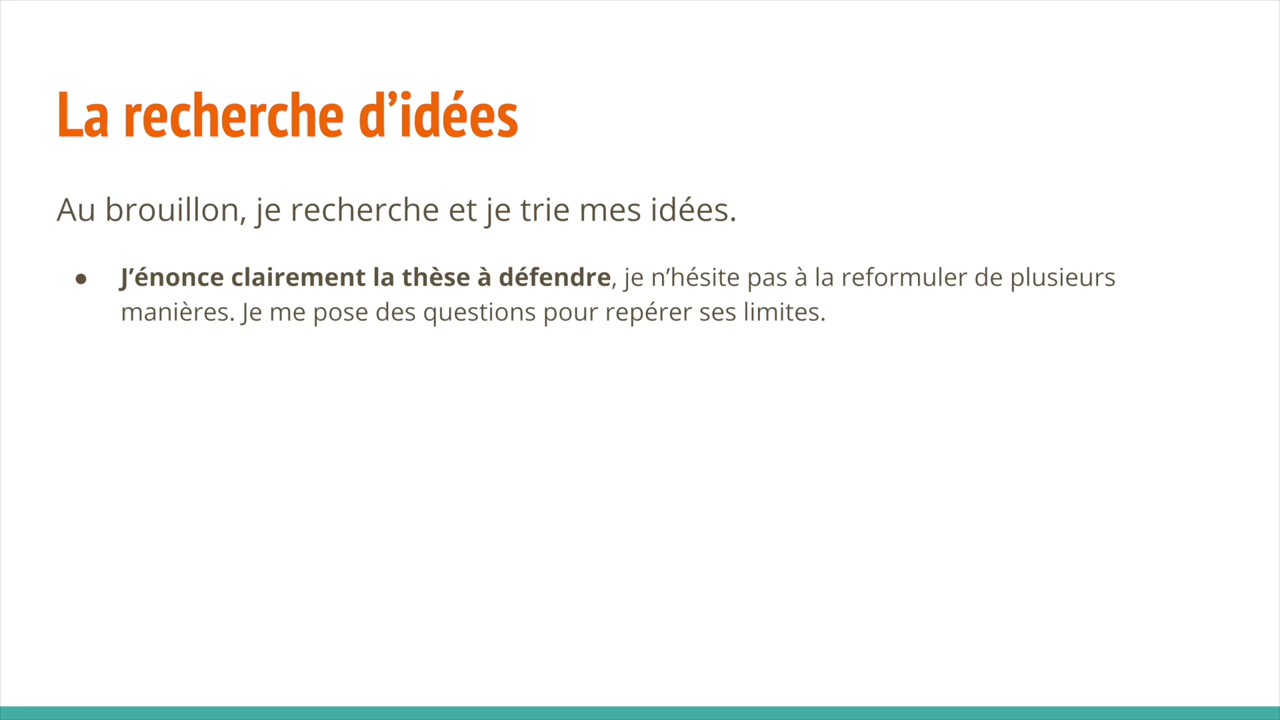 La recherche d’idées
Au brouillon, je recherche et je trie mes idées.
● J’énonce clairement la thèse à défendre, je n’hésite pas à la reformuler de plusieurs
manières. Je me pose des questions pour repérer ses limites.